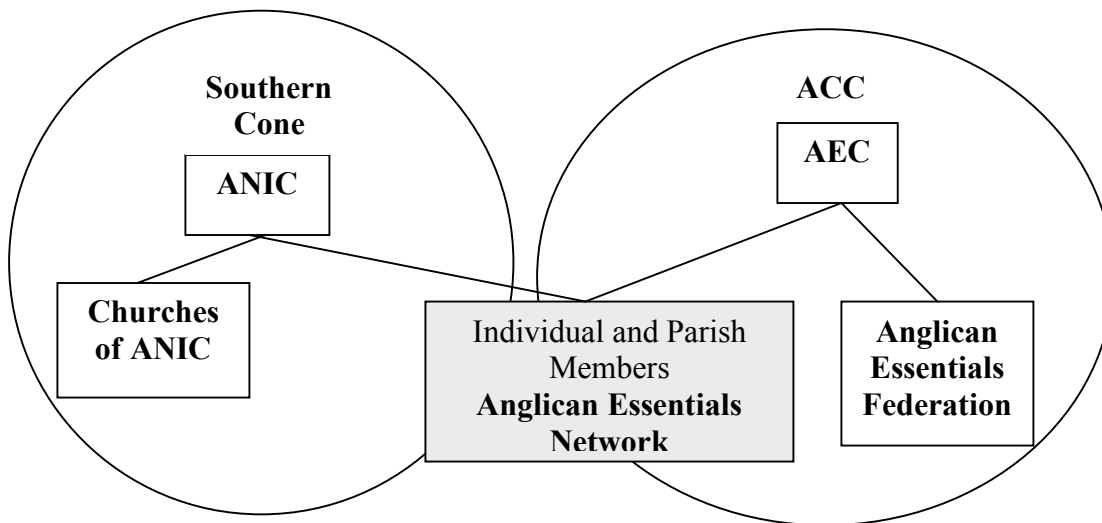 Southern
Cone
ANIC
Churches
of ANIC
ACC
AEC
Individual and Parish
Members
Anglican Essentials
Network
Anglican
Essentials
Federation